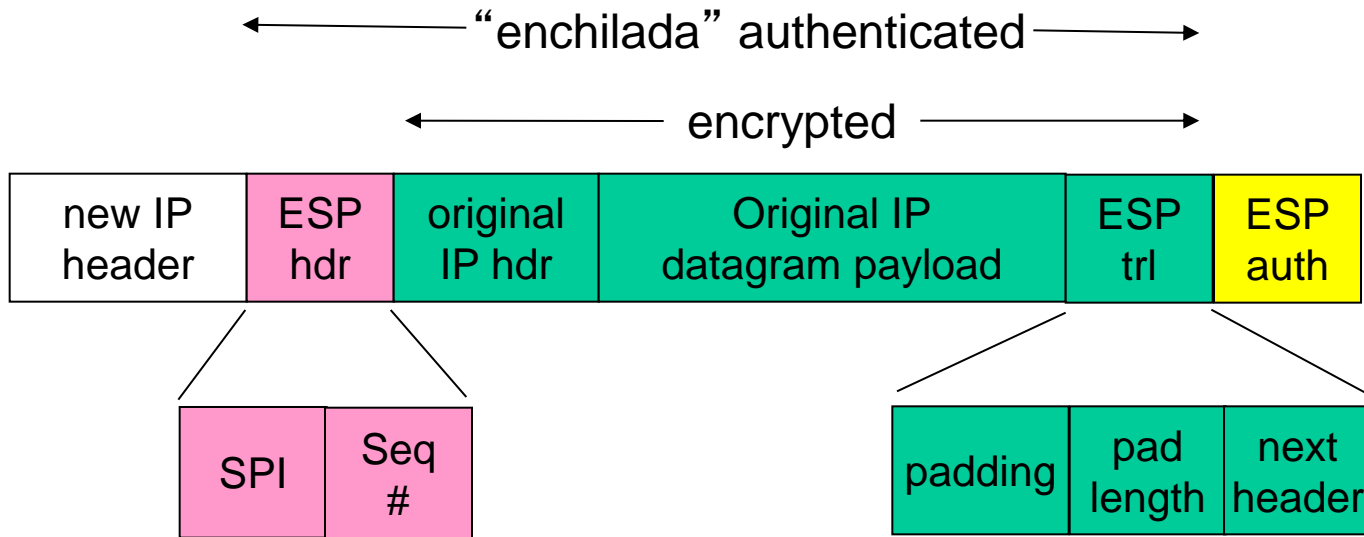 “enchilada” authenticated
encrypted
new IP
header
ESP
hdr
original
IP hdr
Original IP
datagram payload
ESP
trl
ESP
auth
SPI
Seq
#
padding
pad
length
next
header